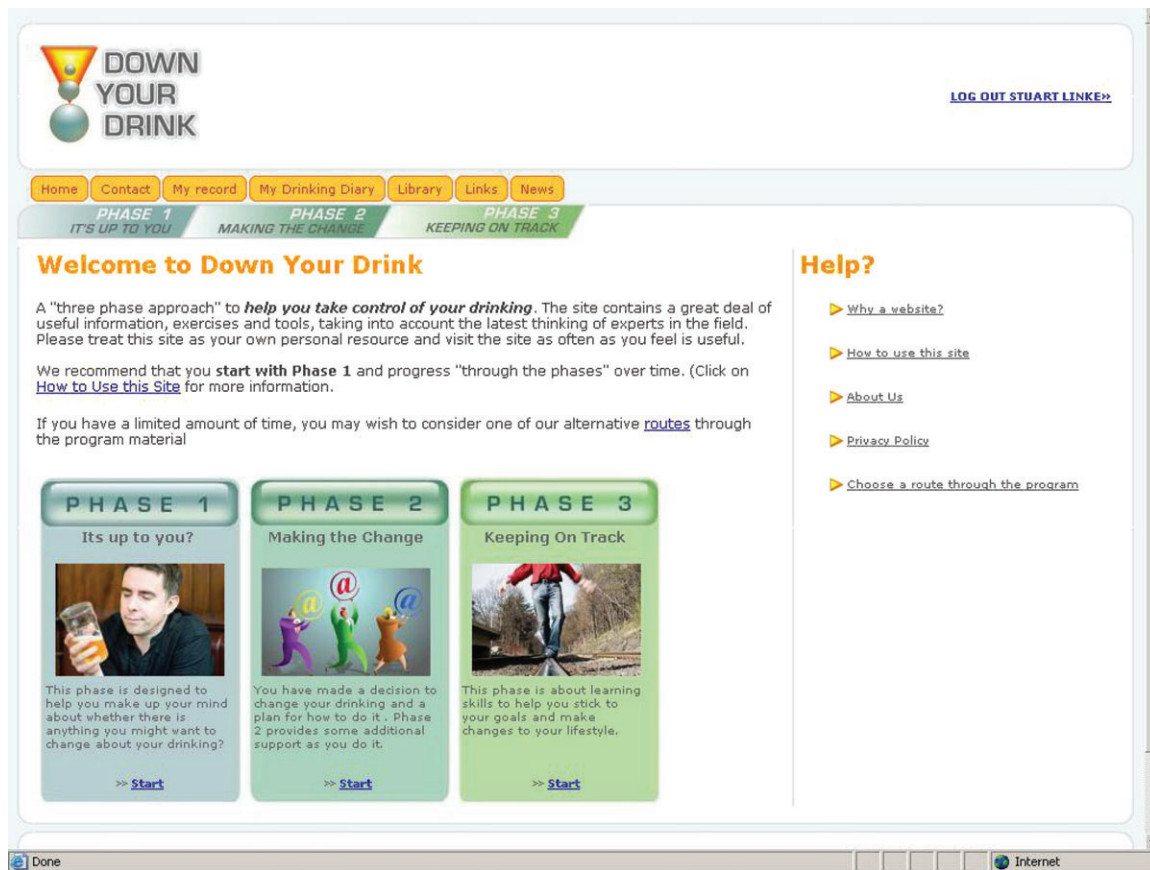 DOWN
YOUR
DRINK
LOG OUT STUART LINKE»
Home Contact My record My Drinking Diary Library Links News
PHASE 1 PHASE 2 PHASE 3
IT'S UP TO YOU MAKING THE CHANGE KEEPING ON TRACK
Welcome to Down Your Drink
A "three phase approach" to help you take control of your drinking. The site contains a great deal of
useful information, exercises and tools, taking into account the latest thinking of experts in the field.
Please treat this site as your own personal resource and visit the site as often as you feel is useful.
We recommend that you start with Phase 1 and progress "through the phases" over time. (Click on
How to Use this Site for more information.
If you have a limited amount of time, you may wish to consider one of our alternative routes through
the program material
PHASE 1
Its up to you?
This phase is designed to
help you make up your mind
about whether there is
anything you might want to
change about your drinking?
>> Start
PHASE 2
Making the Change
@ @ @
You have made a decision to
change your drinking and a
plan for how to do it . Phase
2 provides some additional
support as you do it.
>> Start
PHASE 3
Keeping On Track
This phase is about learning
skills to help you stick to
your goals and make
changes to your lifestyle.
>> Start
Help?
Why a website?
How to use this site
About Us
Privacy Policy
Choose a route through the program
Done Internet